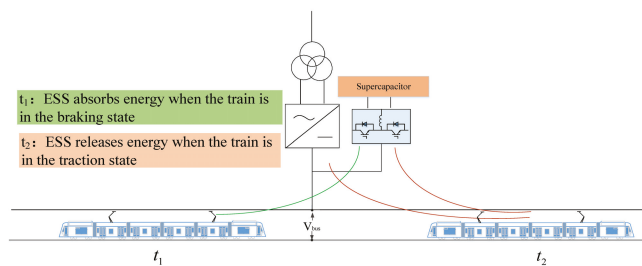 Supercapacitor
t₁: ESS absorbs energy when the train is
in the braking state
t₂: ESS releases energy when the train is
in the traction state
V_bus
t₁
t₂